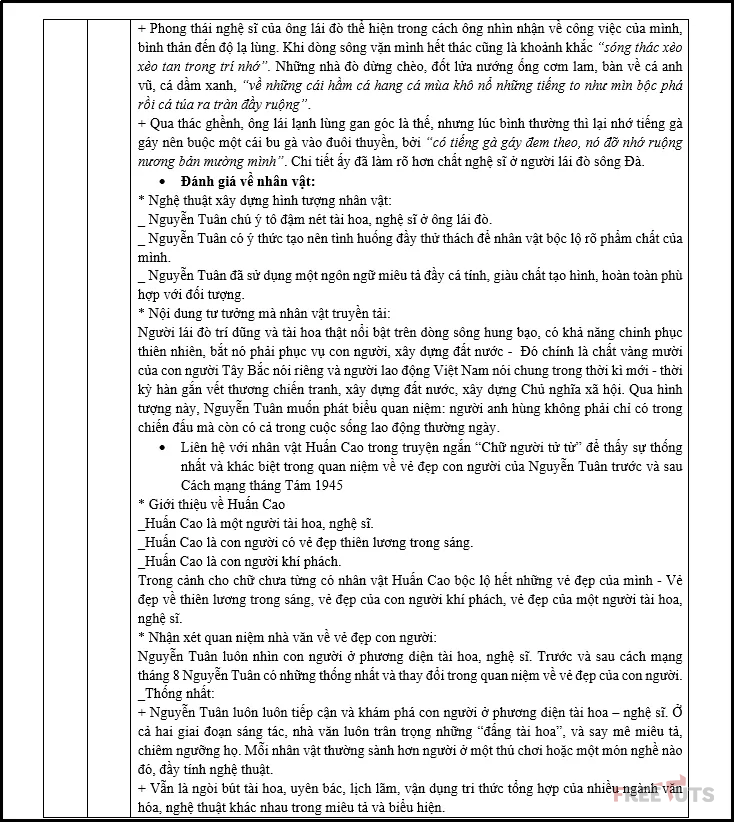 + Phong thái nghệ sĩ của ông lái đò thể hiện trong cách ông nhìn nhận về công việc của mình,
bình thản đến độ lạ lùng. Khi dòng sông vặn mình hết thác cũng là khoảnh khắc “sóng thác xèo
xèo tan trong trí nhớ”. Những nhà đò dừng chèo, đốt lửa nướng ống cơm lam, bàn về cá anh
vũ, cá dầm xanh, “về những cái hầm cá hang cá mùa khô nổ những tiếng to như mìn bộc phá
rồi cá túa ra tràn đầy ruộng”.
+ Qua thác ghềnh, ông lái lạnh lùng gan góc là thế, nhưng lúc bình thường thì lại nhớ tiếng gà
gáy nên buộc một cái bu gà vào đuôi thuyền, bởi “có tiếng gà gáy đem theo, nó đỡ nhớ ruộng
nương bản mường mình”. Chi tiết ấy đã làm rõ hơn chất nghệ sĩ ở người lái đò sông Đà.
• Đánh giá về nhân vật:
* Nghệ thuật xây dựng hình tượng nhân vật:
_ Nguyễn Tuân chú ý tô đậm nét tài hoa, nghệ sĩ ở ông lái đò.
_ Nguyễn Tuân có ý thức tạo nên tình huống đầy thử thách để nhân vật bộc lộ rõ phẩm chất của
mình.
_ Nguyễn Tuân đã sử dụng một ngôn ngữ miêu tả đầy cá tính, giàu chất tạo hình, hoàn toàn phù
hợp với đối tượng.
* Nội dung tư tưởng mà nhân vật truyền tải:
Người lái đò trí dũng và tài hoa thật nổi bật trên dòng sông hung bạo, có khả năng chinh phục
thiên nhiên, bắt nó phải phục vụ con người, xây dựng đất nước - Đó chính là chất vàng mười
của con người Tây Bắc nói riêng và người lao động Việt Nam nói chung trong thời kì mới - thời
kỳ hàn gắn vết thương chiến tranh, xây dựng đất nước, xây dựng Chủ nghĩa xã hội. Qua hình
tượng này, Nguyễn Tuân muốn phát biểu quan niệm: người anh hùng không phải chỉ có trong
chiến đấu mà còn có cả trong cuộc sống lao động thường ngày.
• Liên hệ với nhân vật Huấn Cao trong truyện ngắn “Chữ người tử tù” để thấy sự thống
nhất và khác biệt trong quan niệm về vẻ đẹp con người của Nguyễn Tuân trước và sau
Cách mạng tháng Tám 1945
* Giới thiệu về Huấn Cao
_Huấn Cao là một người tài hoa, nghệ sĩ.
_Huấn Cao là con người có vẻ đẹp thiên lương trong sáng.
_Huấn Cao là con người khí phách.
Trong cảnh cho chữ chưa từng có nhân vật Huấn Cao bộc lộ hết những vẻ đẹp của mình - Vẻ
đẹp về thiên lương trong sáng, vẻ đẹp của con người khí phách, vẻ đẹp của một người tài hoa,
nghệ sĩ.
* Nhận xét quan niệm nhà văn về vẻ đẹp con người:
Nguyễn Tuân luôn nhìn con người ở phương diện tài hoa, nghệ sĩ. Trước và sau cách mạng
tháng 8 Nguyễn Tuân có những thống nhất và thay đổi trong quan niệm về vẻ đẹp của con người.
_Thống nhất:
+ Nguyễn Tuân luôn luôn tiếp cận và khám phá con người ở phương diện tài hoa – nghệ sĩ. Ở
cả hai giai đoạn sáng tác, nhà văn luôn trân trọng những “đấng tài hoa”, và say mê miêu tả,
chiêm ngưỡng họ. Mỗi nhân vật thường sành hơn người ở một thú chơi hoặc một món nghề nào
đó, đầy tính nghệ thuật.
+ Vẫn là ngòi bút tài hoa, uyên bác, lịch lãm, vận dụng tri thức tổng hợp của nhiều ngành văn
hóa, nghệ thuật khác nhau trong miêu tả và biểu hiện.
FREETUTS